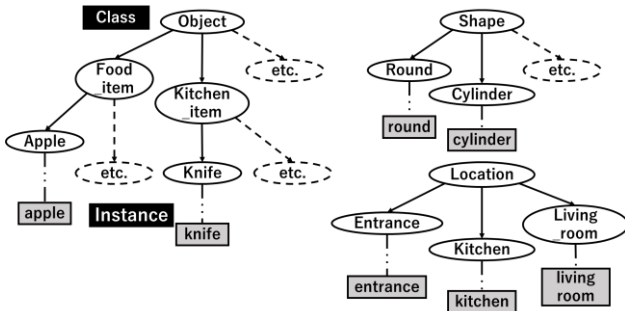 Class
Object
Food
_item
etc.
Kitchen
_item
Apple
etc.
Knife
etc.
apple
Instance
knife
Shape
Round
etc.
Cylinder
round
cylinder
Location
Entrance
Living
_room
Kitchen
entrance
living
room
kitchen